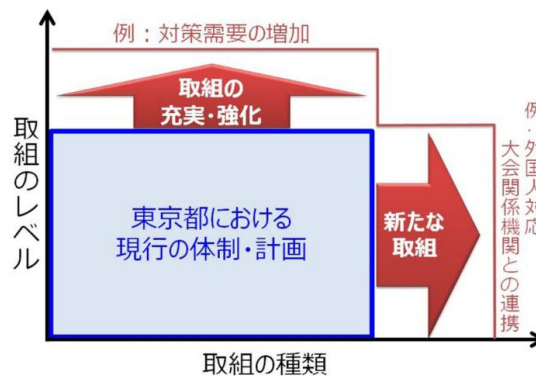 例：対策需要の増加
取組の
充実・強化
取組のレベル
東京都における
現行の体制・計画
新たな
取組
例：外国人対応
大会関係機関との連携
取組の種類